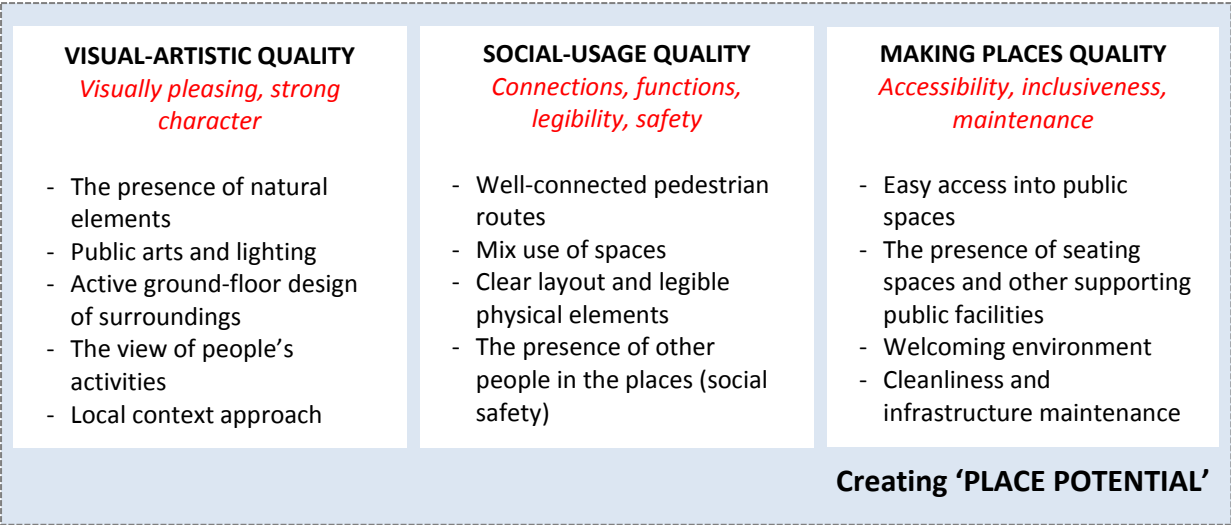 VISUAL-ARTISTIC QUALITY
Visually pleasing, strong
character
- The presence of natural
elements
- Public arts and lighting
- Active ground-floor design
of surroundings
- The view of people’s
activities
- Local context approach
SOCIAL-USAGE QUALITY
Connections, functions,
legibility, safety
- Well-connected pedestrian
routes
- Mix use of spaces
- Clear layout and legible
physical elements
- The presence of other
people in the places (social
safety)
MAKING PLACES QUALITY
Accessibility, inclusiveness,
maintenance
- Easy access into public
spaces
- The presence of seating
spaces and other supporting
public facilities
- Welcoming environment
- Cleanliness and
infrastructure maintenance
Creating ‘PLACE POTENTIAL’